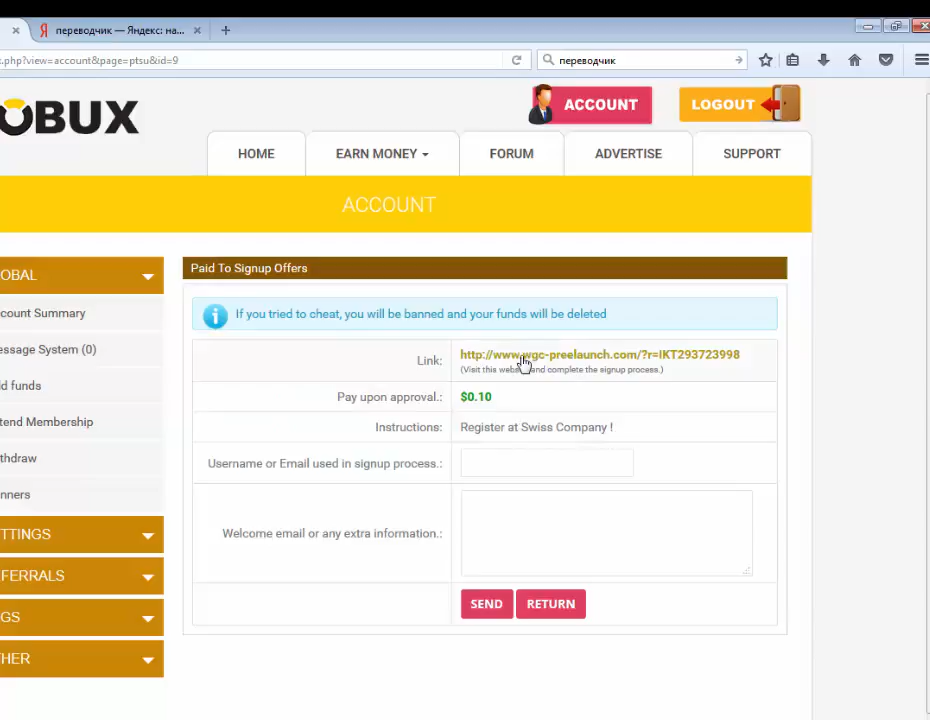 переводчик — Яндекс: на...
.php?view=account&page=ptsu&id=9
переводчик
OBUX
ACCOUNT
LOGOUT
HOME
EARN MONEY
FORUM
ADVERTISE
SUPPORT
ACCOUNT
OBAL
Paid To Signup Offers
count Summary
If you tried to cheat, you will be banned and your funds will be deleted
essage System (0)
Link:
http://www.wgc-preelaunch.com/?r=IKT293723998
(Visit this website and complete the signup process.)
ld funds
Pay upon approval.:
$0.10
tend Membership
Instructions:
Register at Swiss Company !
thdraw
Username or Email used in signup process.:
nners
TTINGS
Welcome email or any extra information.:
FERRALS
SEND
RETURN
GS
HER